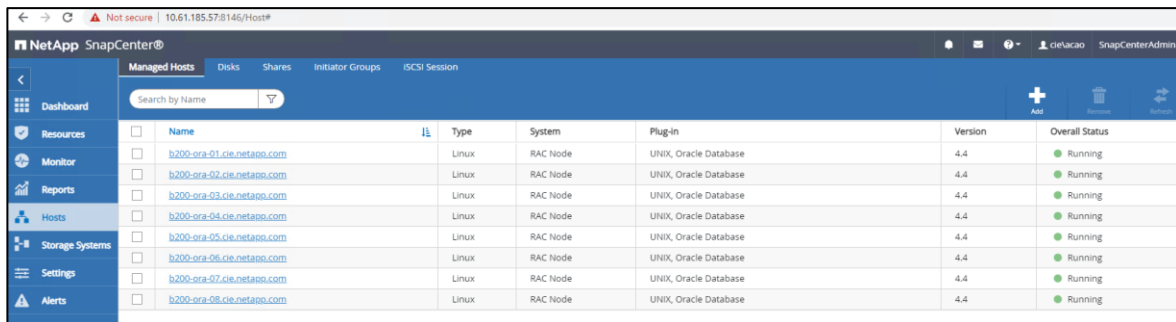 Not secure | 10.61.185.57:8146/Host#
NetApp SnapCenter® cie\acao SnapCenterAdmin
Managed Hosts Disks Shares Initiator Groups iSCSI Session
Search by Name
Add Remove Refresh
Dashboard
Resources
Monitor
Reports
Hosts
Storage Systems
Settings
Alerts
Name Type System Plug-in Version Overall Status
b200-ora-01.cie.netapp.com Linux RAC Node UNIX, Oracle Database 4.4 Running
b200-ora-02.cie.netapp.com Linux RAC Node UNIX, Oracle Database 4.4 Running
b200-ora-03.cie.netapp.com Linux RAC Node UNIX, Oracle Database 4.4 Running
b200-ora-04.cie.netapp.com Linux RAC Node UNIX, Oracle Database 4.4 Running
b200-ora-05.cie.netapp.com Linux RAC Node UNIX, Oracle Database 4.4 Running
b200-ora-06.cie.netapp.com Linux RAC Node UNIX, Oracle Database 4.4 Running
b200-ora-07.cie.netapp.com Linux RAC Node UNIX, Oracle Database 4.4 Running
b200-ora-08.cie.netapp.com Linux RAC Node UNIX, Oracle Database 4.4 Running